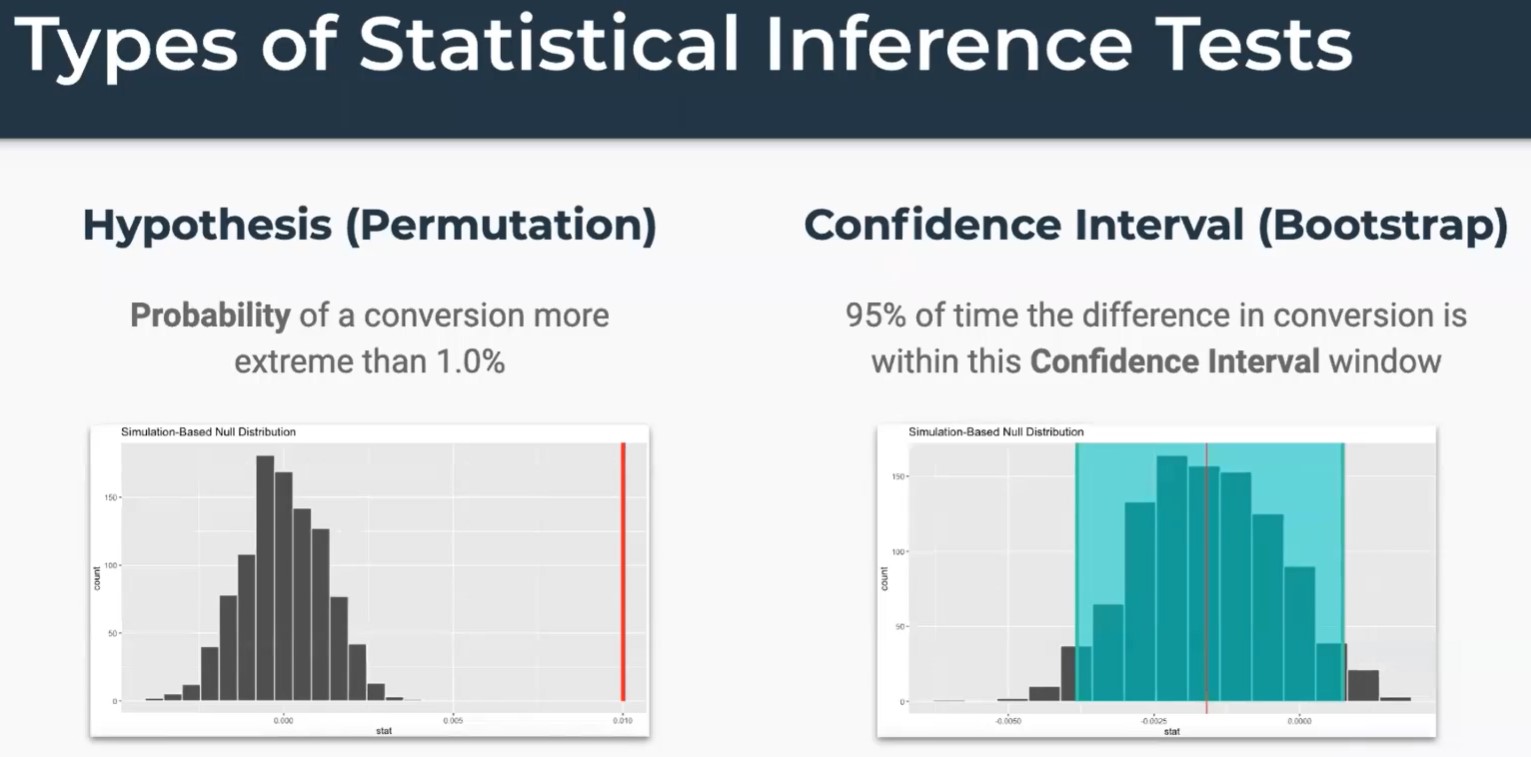 Types of Statistical Inference Tests
Hypothesis (Permutation)
Probability of a conversion more
extreme than 1.0%
Simulation-Based Null Distribution
150
100
50
0
count
0.000
0.005
0.010
stat
Confidence Interval (Bootstrap)
95% of time the difference in conversion is
within this Confidence Interval window
Simulation-Based Null Distribution
150
100
50
0
count
-0.0050
-0.0025
0.0000
stat